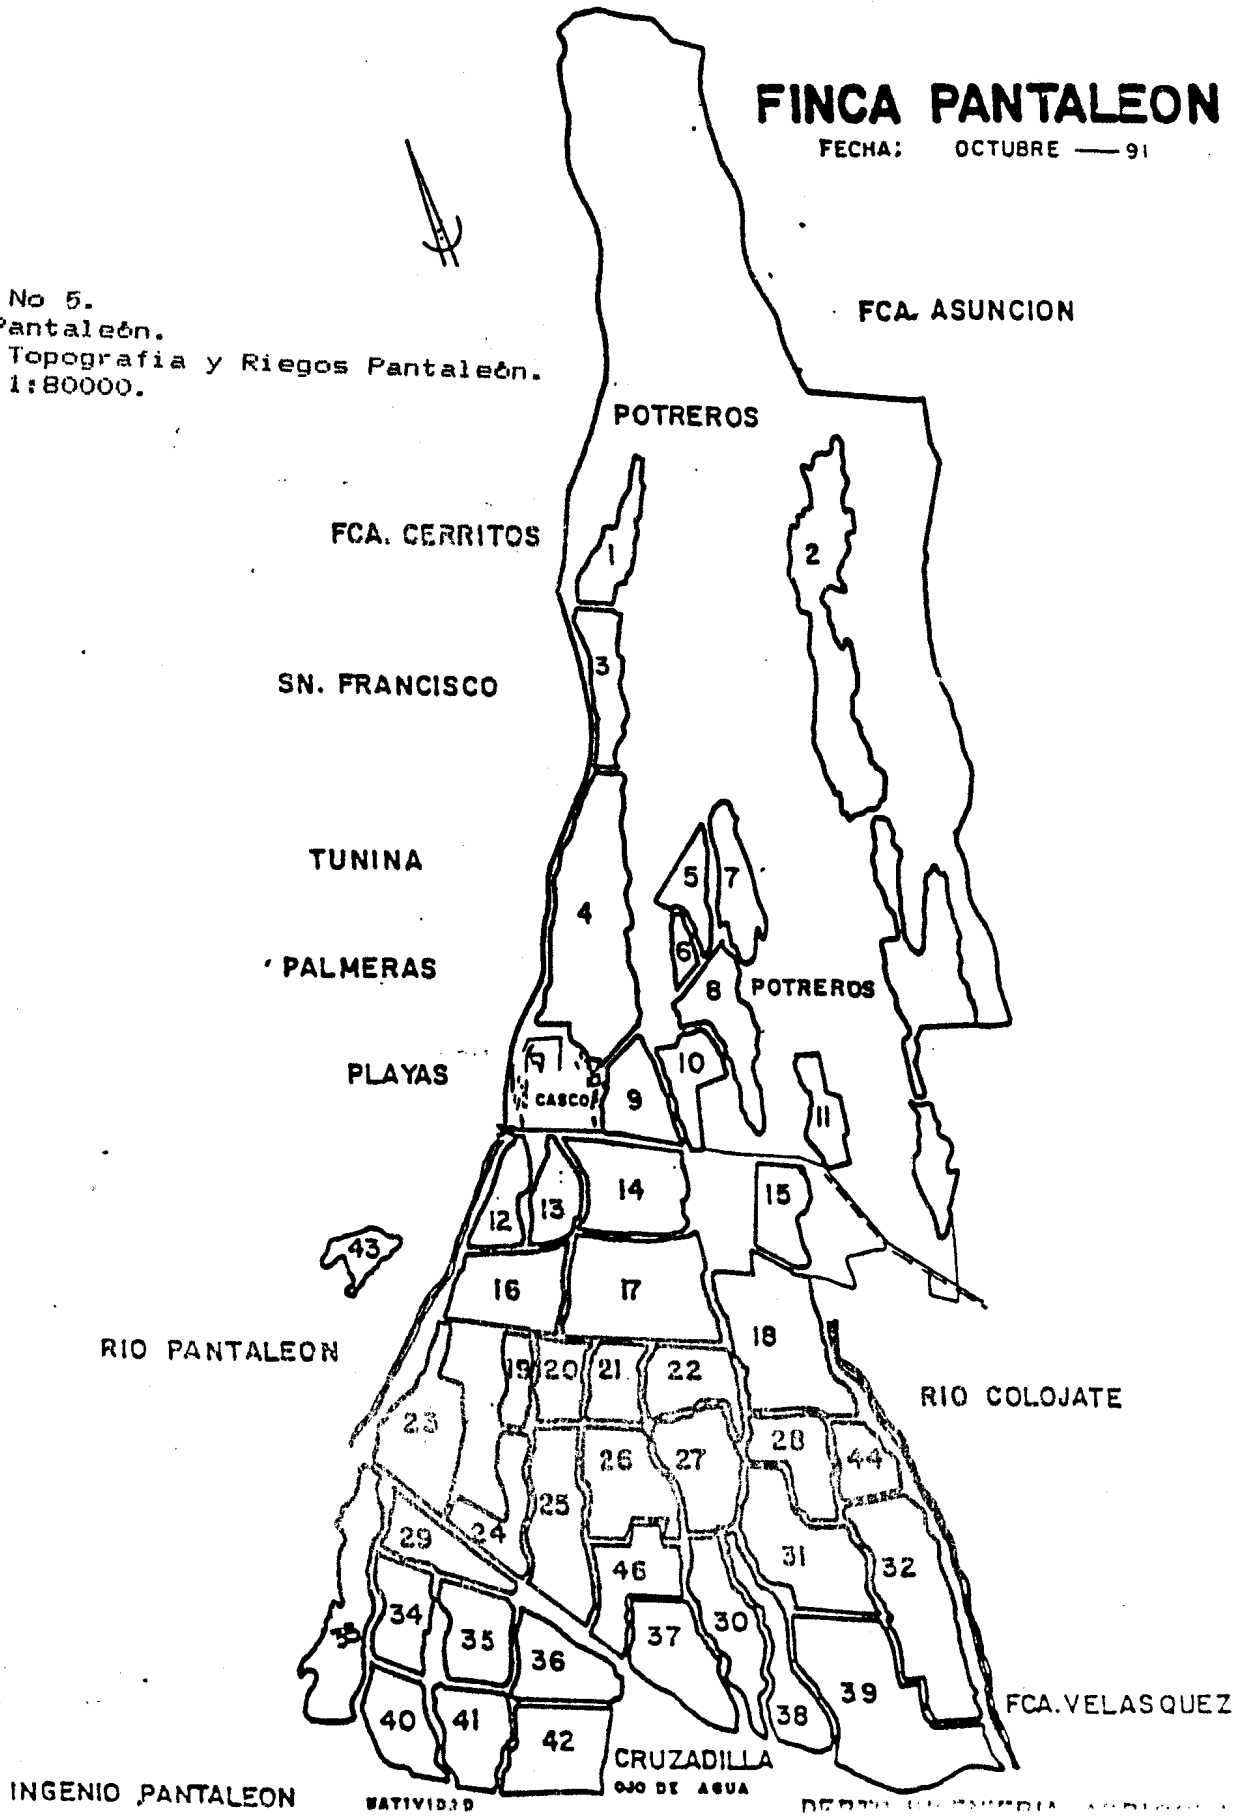 FINCA PANTALEON
FECHA: OCTUBRE — 91
No 5.
Pantaleón.
Topografia y Riegos Pantaleón.
1:80000.
FCA. ASUNCION
POTREROS
FCA. CERRITOS
1
2
SN. FRANCISCO
3
TUNINA
5
7
4
6
PALMERAS
8
POTREROS
PLAYAS
10
CASCO
9
11
14
15
12
13
43
16
17
18
RIO PANTALEON
19
20
21
22
RIO COLOJATE
23
26
27
28
44
25
29
24
46
31
32
34
35
30
37
36
38
39
FCA. VELASQUEZ
40
41
42
CRUZADILLA
OJO DE AGUA
INGENIO PANTALEON
NATIVIDAD